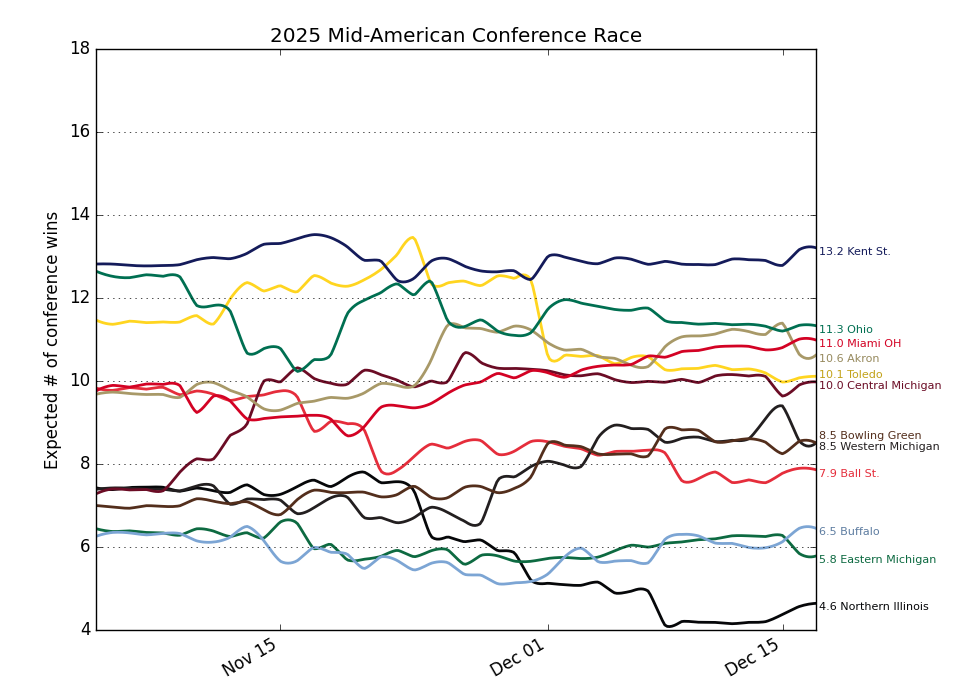 2025 Mid-American Conference Race
Expected # of conference wins
18
16
14
12
10
8
6
4
13.2 Kent St.
11.3 Ohio
11.0 Miami OH
10.6 Akron
10.1 Toledo
10.0 Central Michigan
8.5 Bowling Green
8.5 Western Michigan
7.9 Ball St.
6.5 Buffalo
5.8 Eastern Michigan
4.6 Northern Illinois
Nov 15
Dec 01
Dec 15